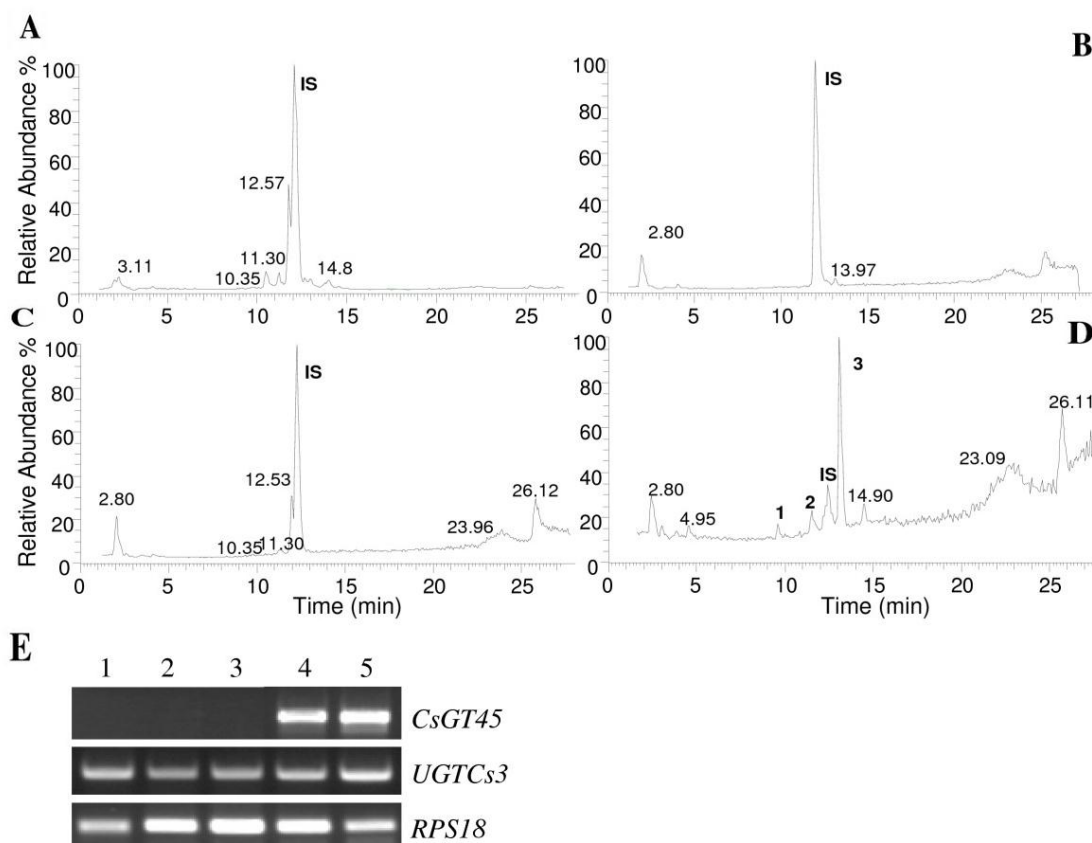 A
Relative Abundance %
100
80
60
40
20
0
IS
12.57
3.11
10.35
11.30
14.8
0 5 10 15 20 25
B
100
80
60
40
20
0
IS
2.80
13.97
0 5 10 15 20 25
C
Relative Abundance %
100
80
60
40
20
0
IS
12.53
2.80
10.35
11.30
23.96
26.12
0 5 10 15 20 25
Time (min)
D
100
80
60
40
20
0
3
IS
2.80
4.95
1
2
14.90
23.09
26.11
0 5 10 15 20 25
Time (min)
E
1 2 3 4 5
CsGT45
UGTCs3
RPS18